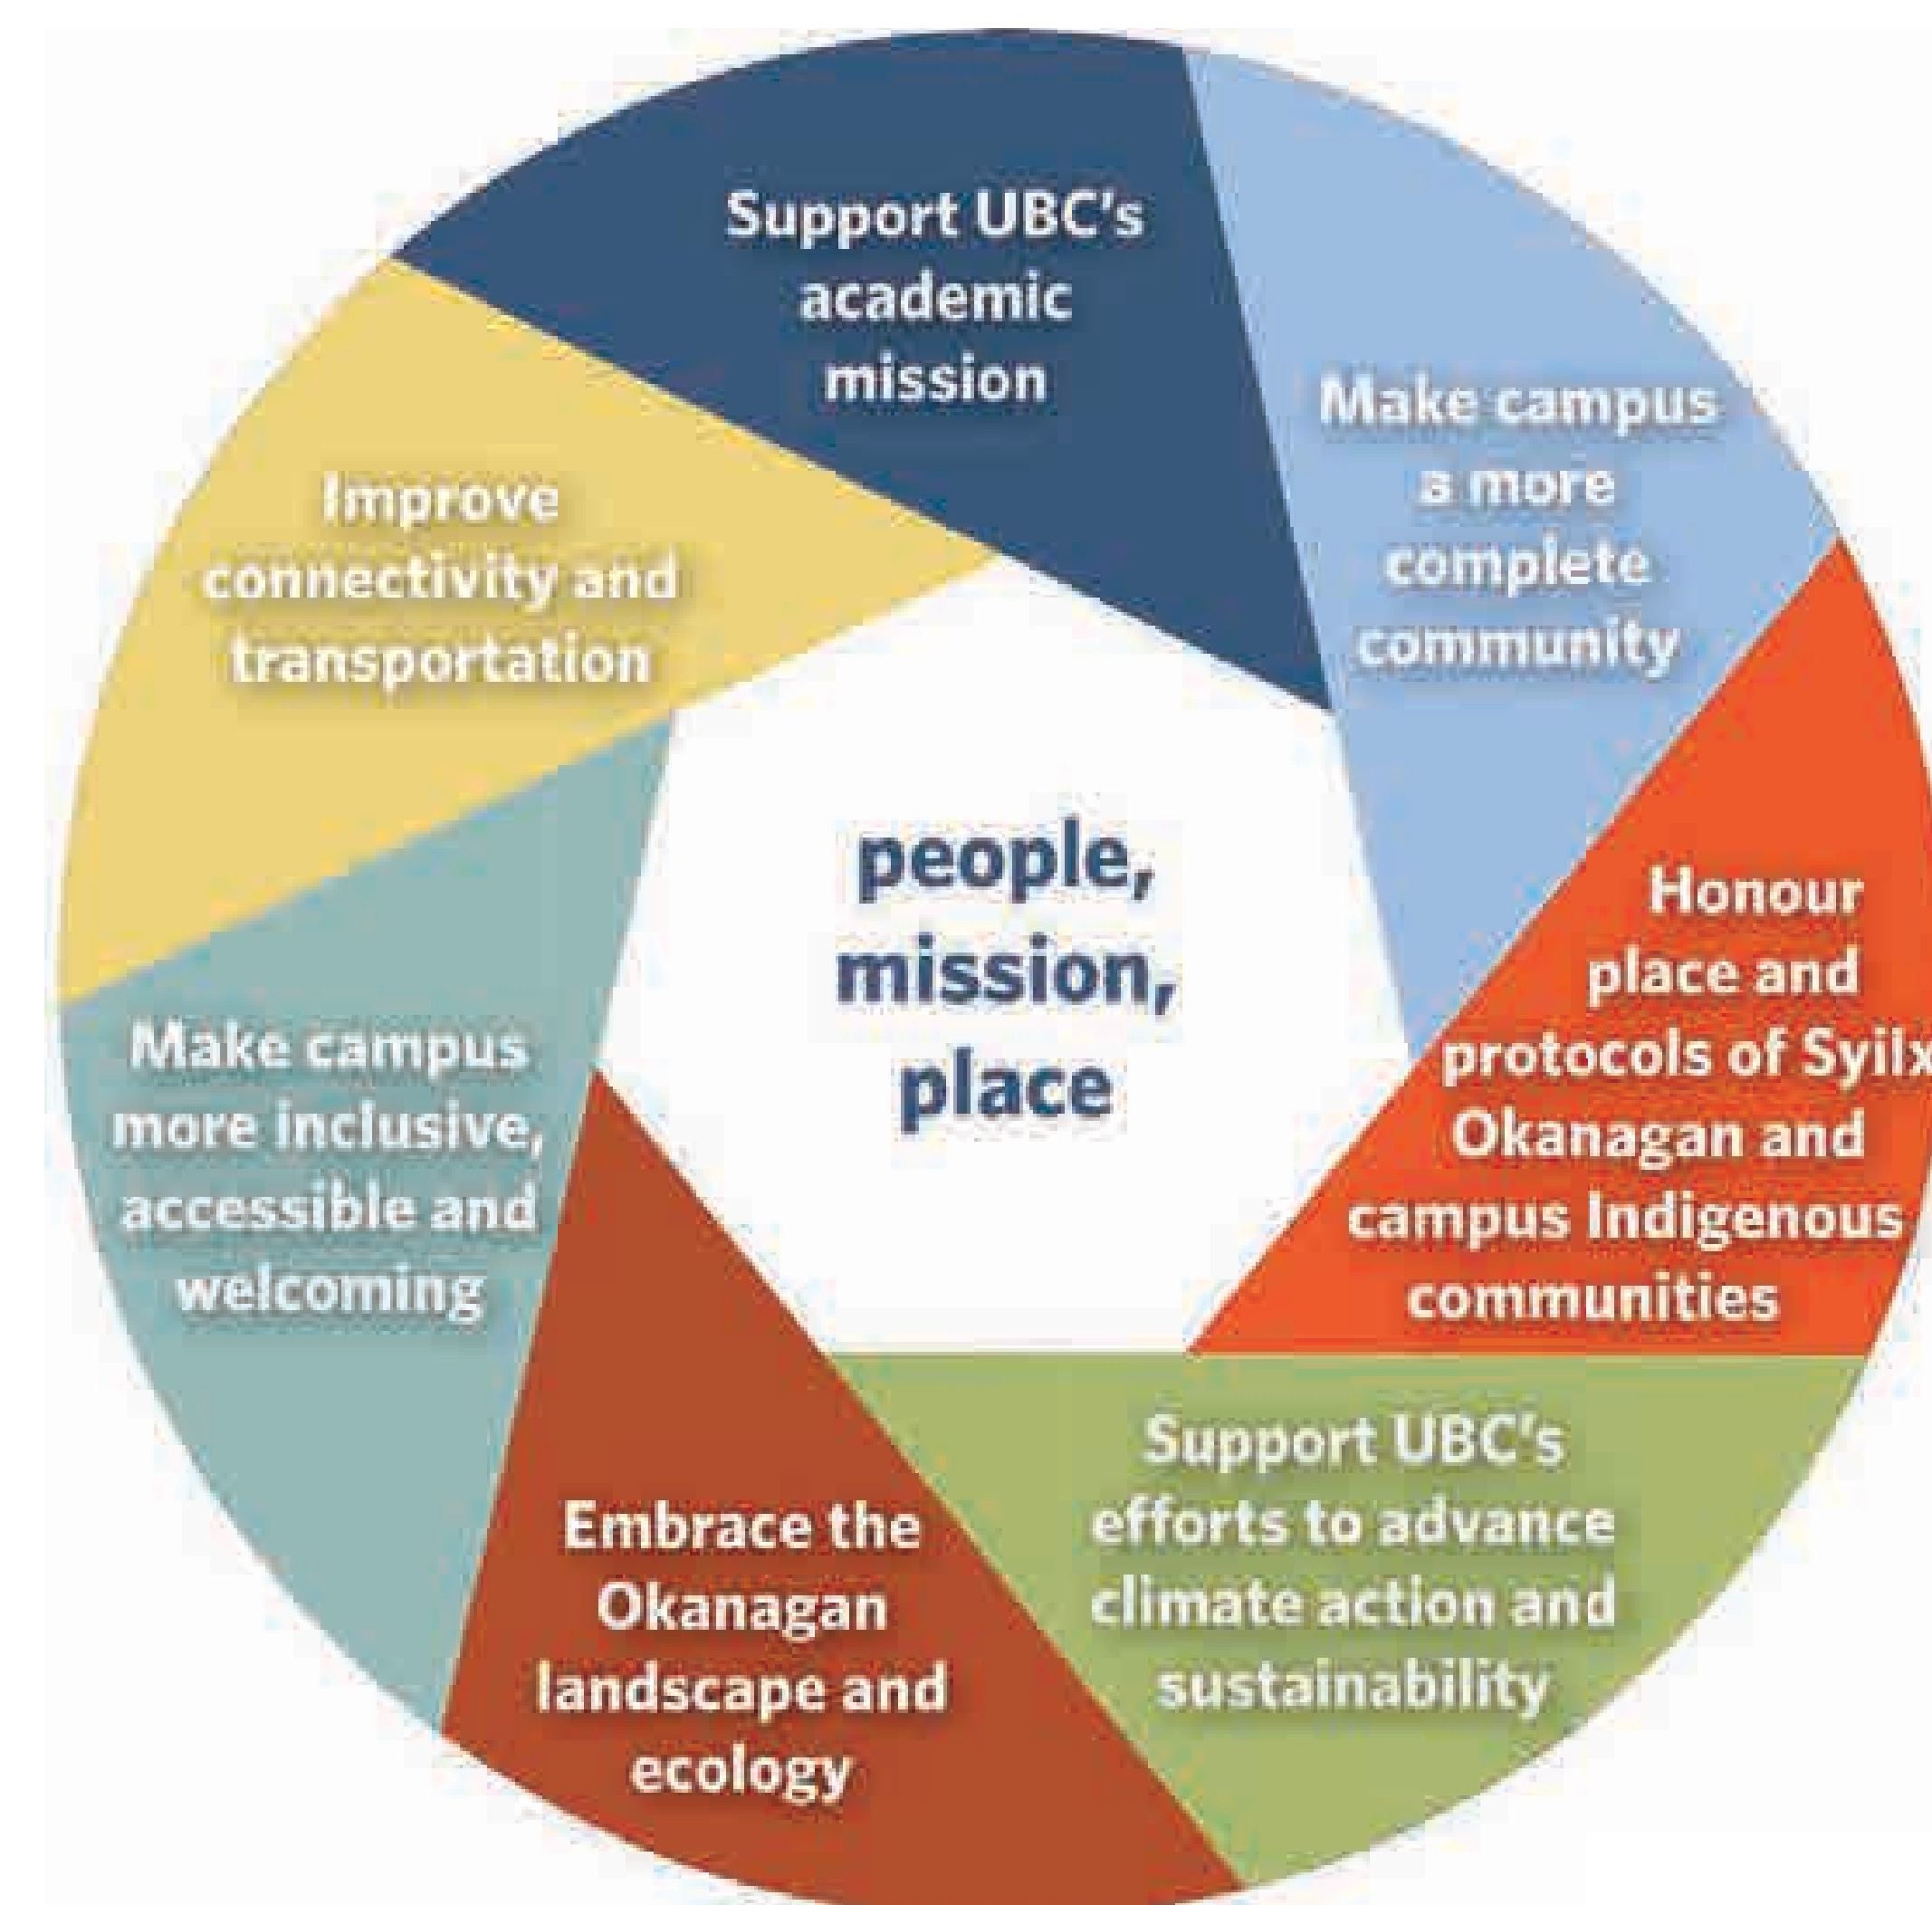 Support UBC's
academic
mission
Make campus
a more
complete
community
Honour
place and
protocols of Syilx
Okanagan and
campus Indigenous
communities
Support UBC's
efforts to advance
climate action and
sustainability
Embrace the
Okanagan
landscape and
ecology
Make campus
more inclusive,
accessible and
welcoming
Improve
connectivity and
transportation
people,
mission,
place